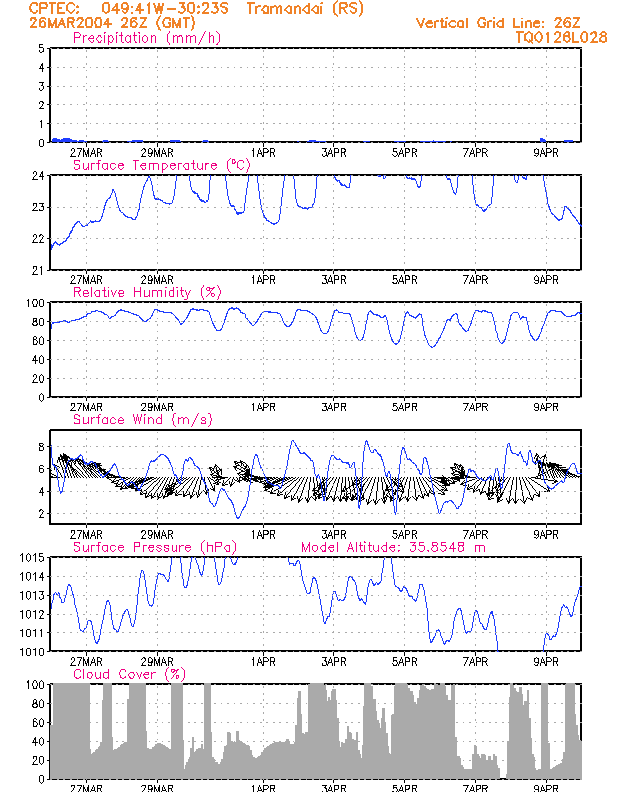 CPTEC: 049:41W-30:23S Tramandaí (RS)
26MAR2004 26Z (GMT) Vertical Grid Line: 26Z
Precipitation (mm/h) TQ0126L028
5
4
3
2
1
0
27MAR 29MAR 1APR 3APR 5APR 7APR 9APR
Surface Temperature (ºC)
24
23
22
21
27MAR 29MAR 1APR 3APR 5APR 7APR 9APR
Relative Humidity (%)
100
80
60
40
20
0
27MAR 29MAR 1APR 3APR 5APR 7APR 9APR
Surface Wind (m/s)
8
6
4
2
27MAR 29MAR 1APR 3APR 5APR 7APR 9APR
Surface Pressure (hPa) Model Altitude: 35.8548 m
1015
1014
1013
1012
1011
1010
27MAR 29MAR 1APR 3APR 5APR 7APR 9APR
Cloud Cover (%)
100
80
60
40
20
0
27MAR 29MAR 1APR 3APR 5APR 7APR 9APR